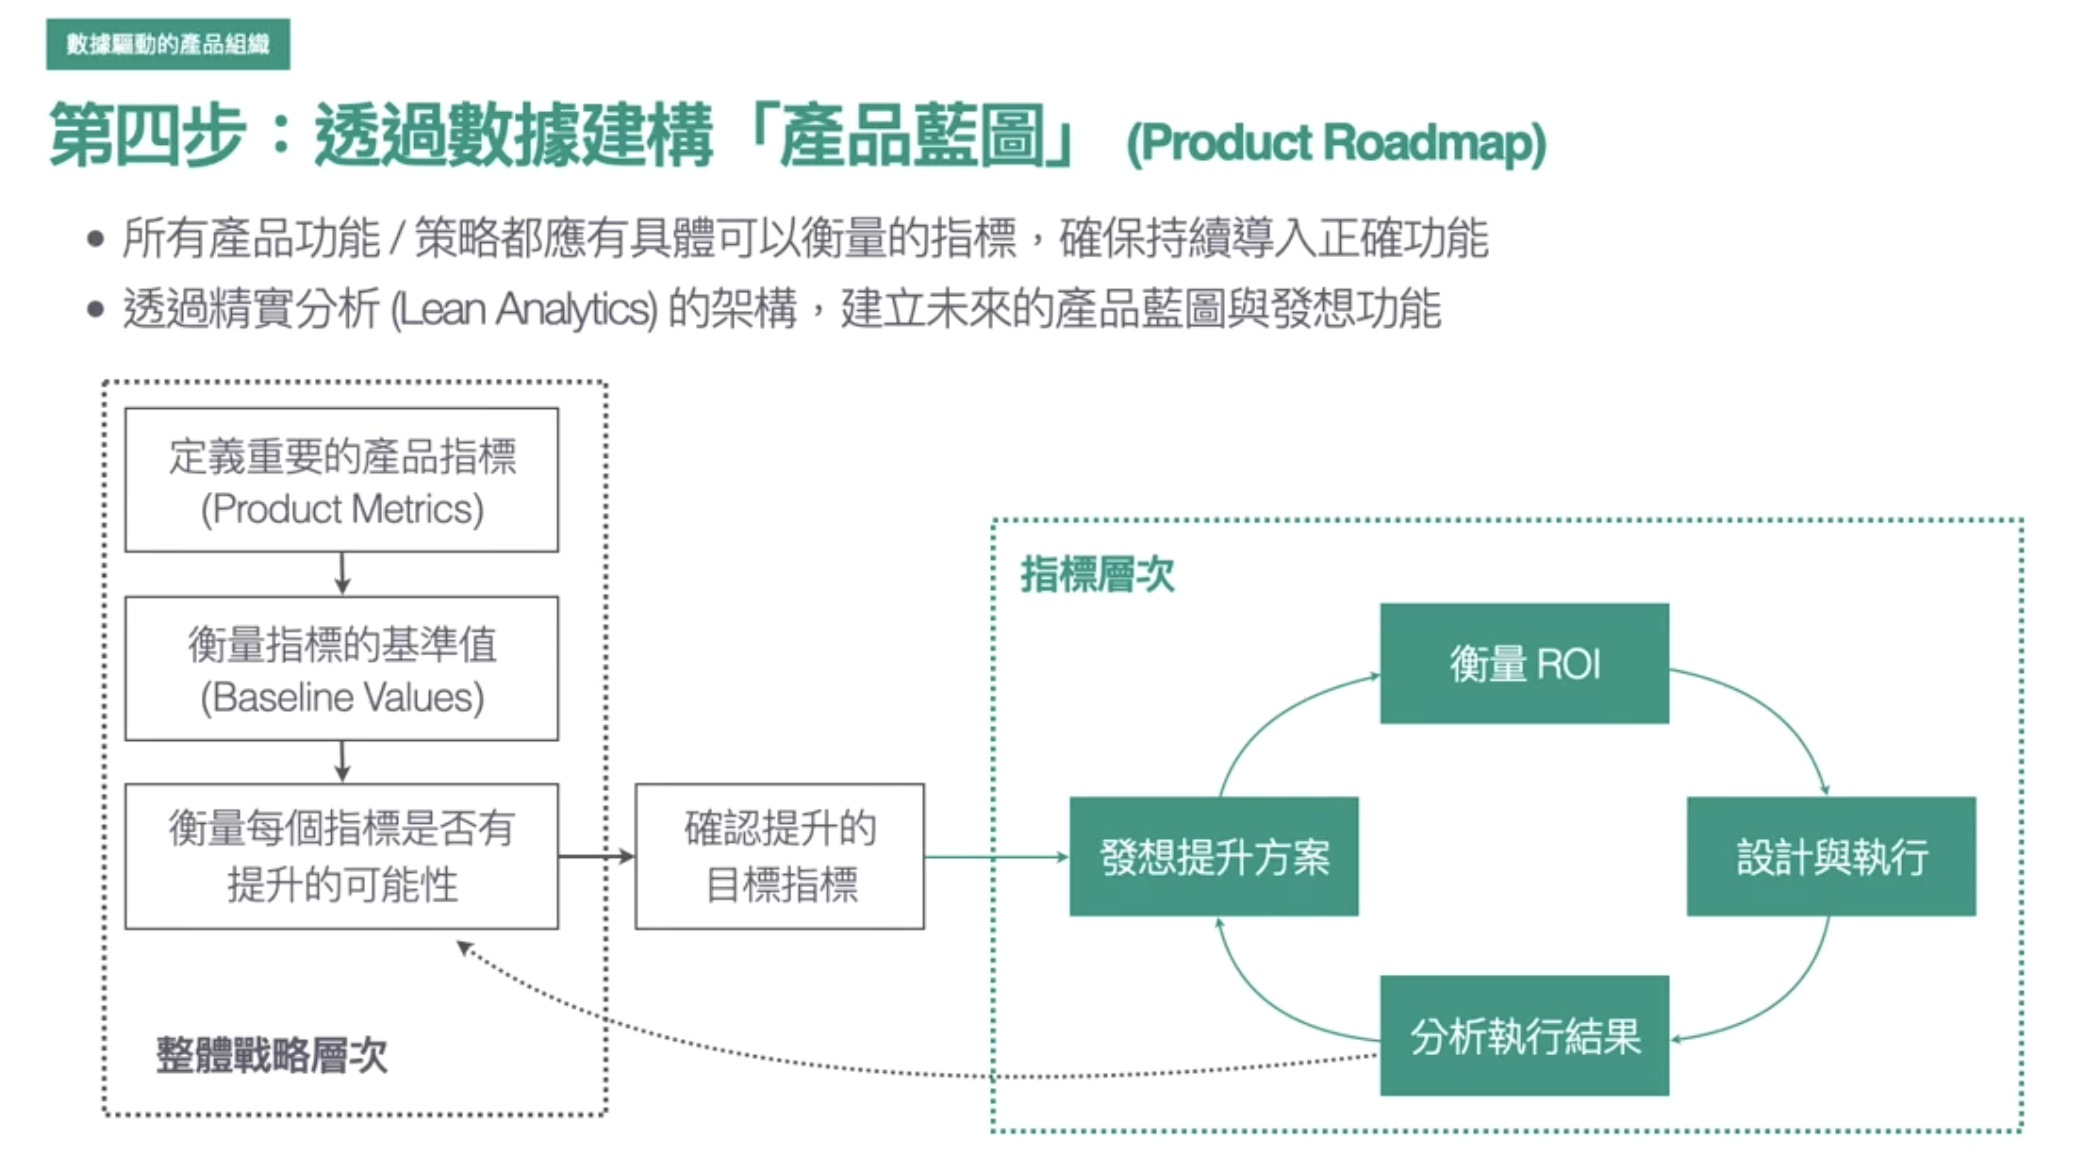 數據驅動的產品組織
第四步：透過數據建構「產品藍圖」 (Product Roadmap)
• 所有產品功能 / 策略都應有具體可以衡量的指標，確保持續導入正確功能
• 透過精實分析 (Lean Analytics) 的架構，建立未來的產品藍圖與發想功能
定義重要的產品指標
(Product Metrics)
衡量指標的基準值
(Baseline Values)
衡量每個指標是否有
提升的可能性
整體戰略層次
確認提升的
目標指標
指標層次
衡量 ROI
發想提升方案
設計與執行
分析執行結果